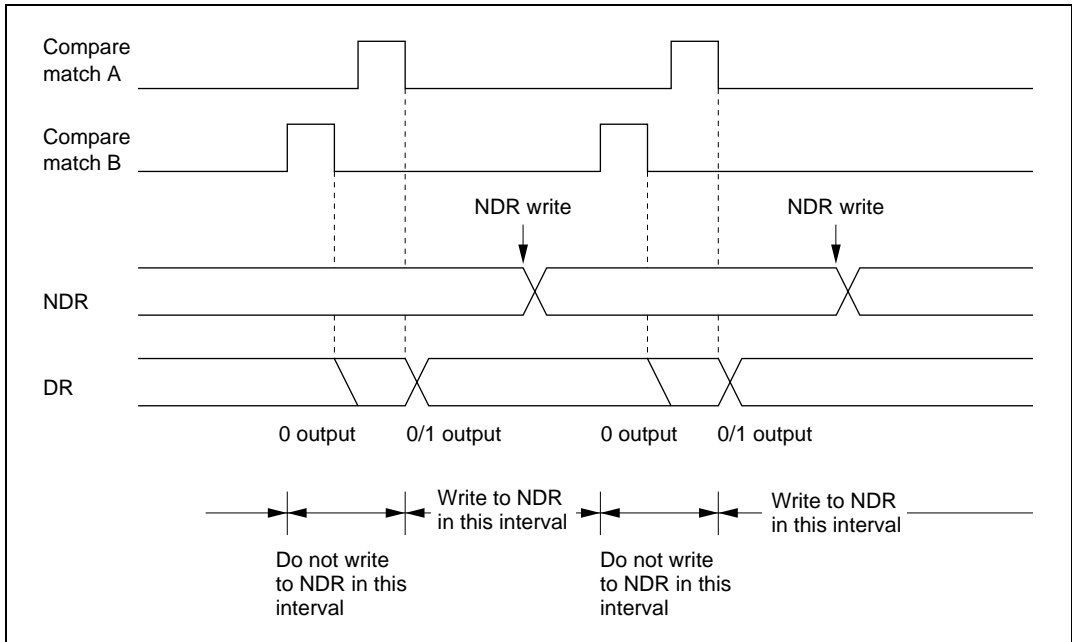 Compare
match A
Compare
match B
NDR write
NDR write
NDR
DR
0 output
0/1 output
0 output
0/1 output
Write to NDR
in this interval
Write to NDR
in this interval
Do not write
to NDR in this
interval
Do not write
to NDR in this
interval